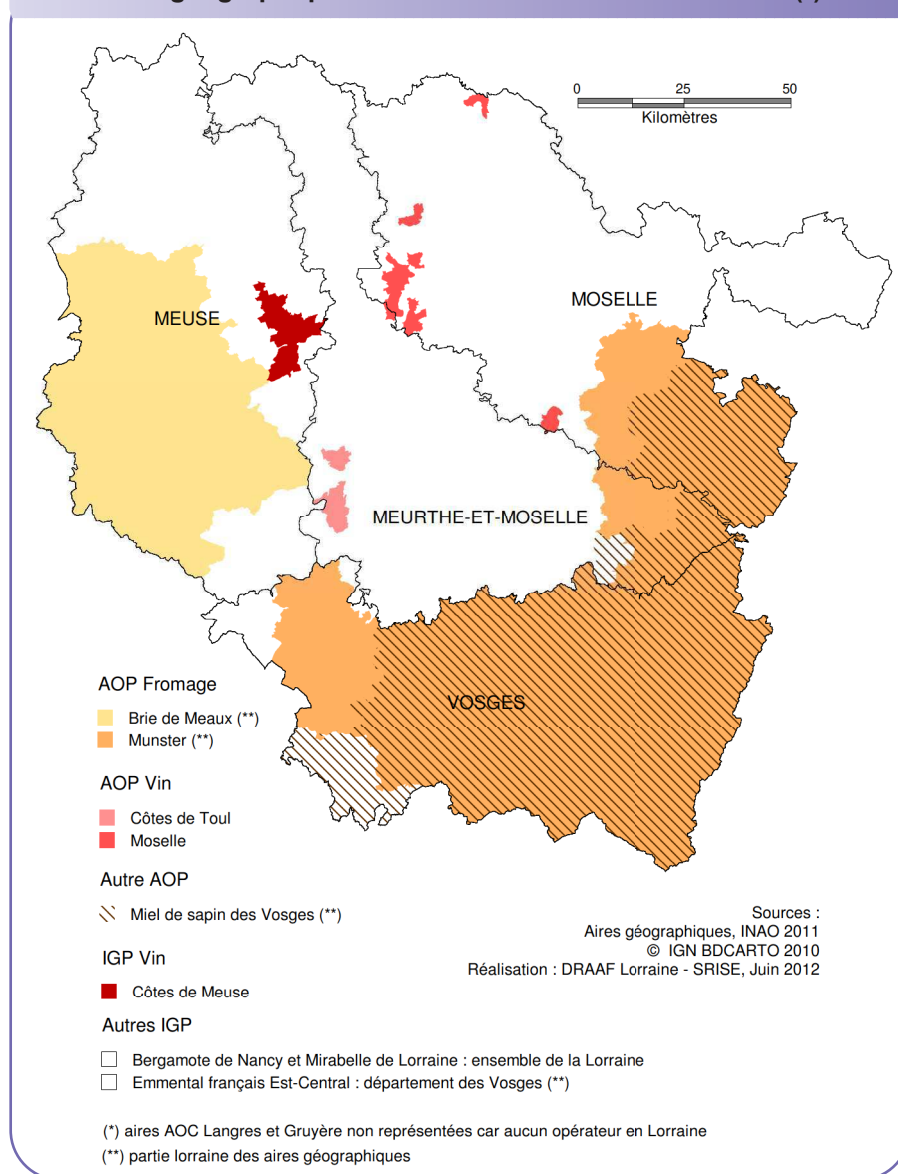 0 25 50
Kilomètres
MOSELLE
MEUSE
MEURTHE-ET-MOSELLE
VOSGES
AOP Fromage
Brie de Meaux (**)
Munster (**)
AOP Vin
Côtes de Toul
Moselle
Autre AOP
Miel de sapin des Vosges (**)
Sources :
Aires géographiques, INAO 2011
© IGN BDCARTO 2010
Réalisation : DRAAF Lorraine - SRISE, Juin 2012
IGP Vin
Côtes de Meuse
Autres IGP
Bergamote de Nancy et Mirabelle de Lorraine : ensemble de la Lorraine
Emmental français Est-Central : département des Vosges (**)
(*) aires AOC Langres et Gruyère non représentées car aucun opérateur en Lorraine
(**) partie lorraine des aires géographiques